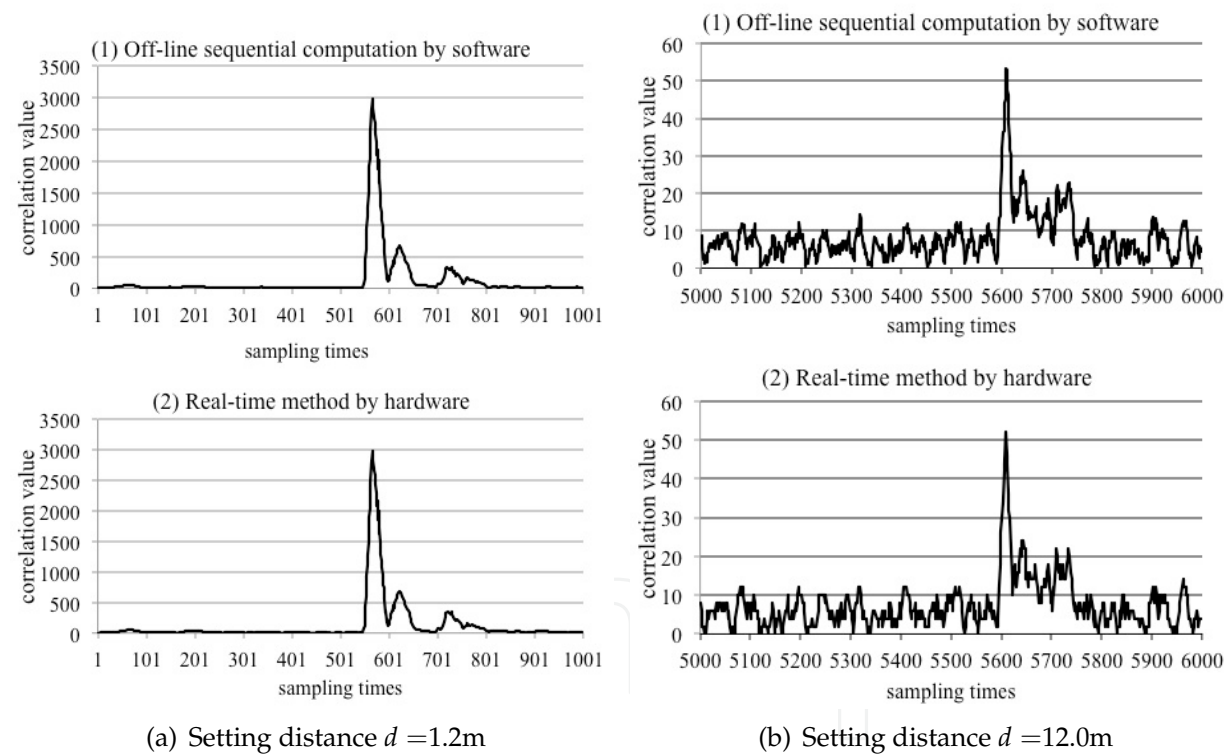 (1) Off-line sequential computation by software
3500
3000
2500
2000
1500
1000
500
0
correlation value
1 101 201 301 401 501 601 701 801 901 1001
sampling times
(2) Real-time method by hardware
3500
3000
2500
2000
1500
1000
500
0
correlation value
1 101 201 301 401 501 601 701 801 901 1001
sampling times
(a) Setting distance d =1.2m
(1) Off-line sequential computation by software
60
50
40
30
20
10
0
correlation value
5000 5100 5200 5300 5400 5500 5600 5700 5800 5900 6000
sampling times
(2) Real-time method by hardware
60
50
40
30
20
10
0
correlation value
5000 5100 5200 5300 5400 5500 5600 5700 5800 5900 6000
sampling times
(b) Setting distance d =12.0m